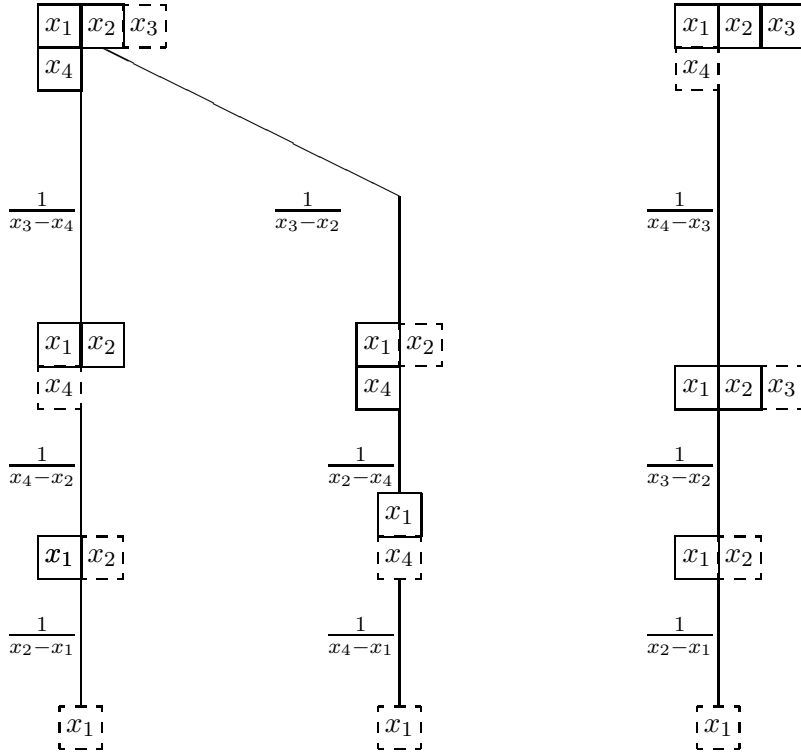 x₁ x₂ x₃ x₁ x₂ x₃
x₄ x₄
1/(x₃−x₄) 1/(x₃−x₂) 1/(x₄−x₃)
x₁ x₂ x₁ x₂
x₄ x₄ x₁ x₂ x₃
1/(x₄−x₂) 1/(x₂−x₄) 1/(x₃−x₂)
x₁
x₁ x₂ x₄ x₁ x₂
1/(x₂−x₁) 1/(x₄−x₁) 1/(x₂−x₁)
x₁ x₁ x₁